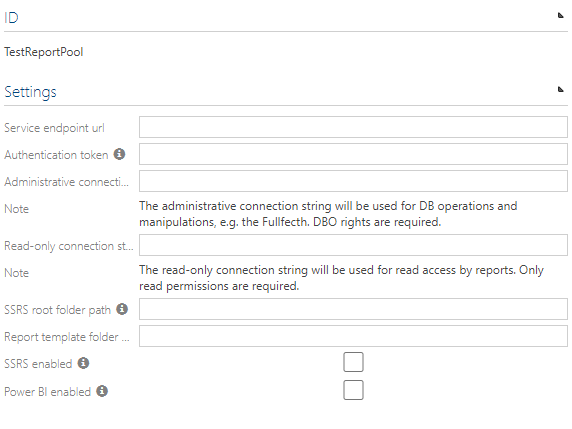 ID
TestReportPool
Settings
Service endpoint url
Authentication token
Administrative connecti...
Note
The administrative connection string will be used for DB operations and
manipulations, e.g. the Fullfecth. DBO rights are required.
Read-only connection st...
Note
The read-only connection string will be used for read access by reports. Only
read permissions are required.
SSRS root folder path
Report template folder ...
SSRS enabled
Power BI enabled